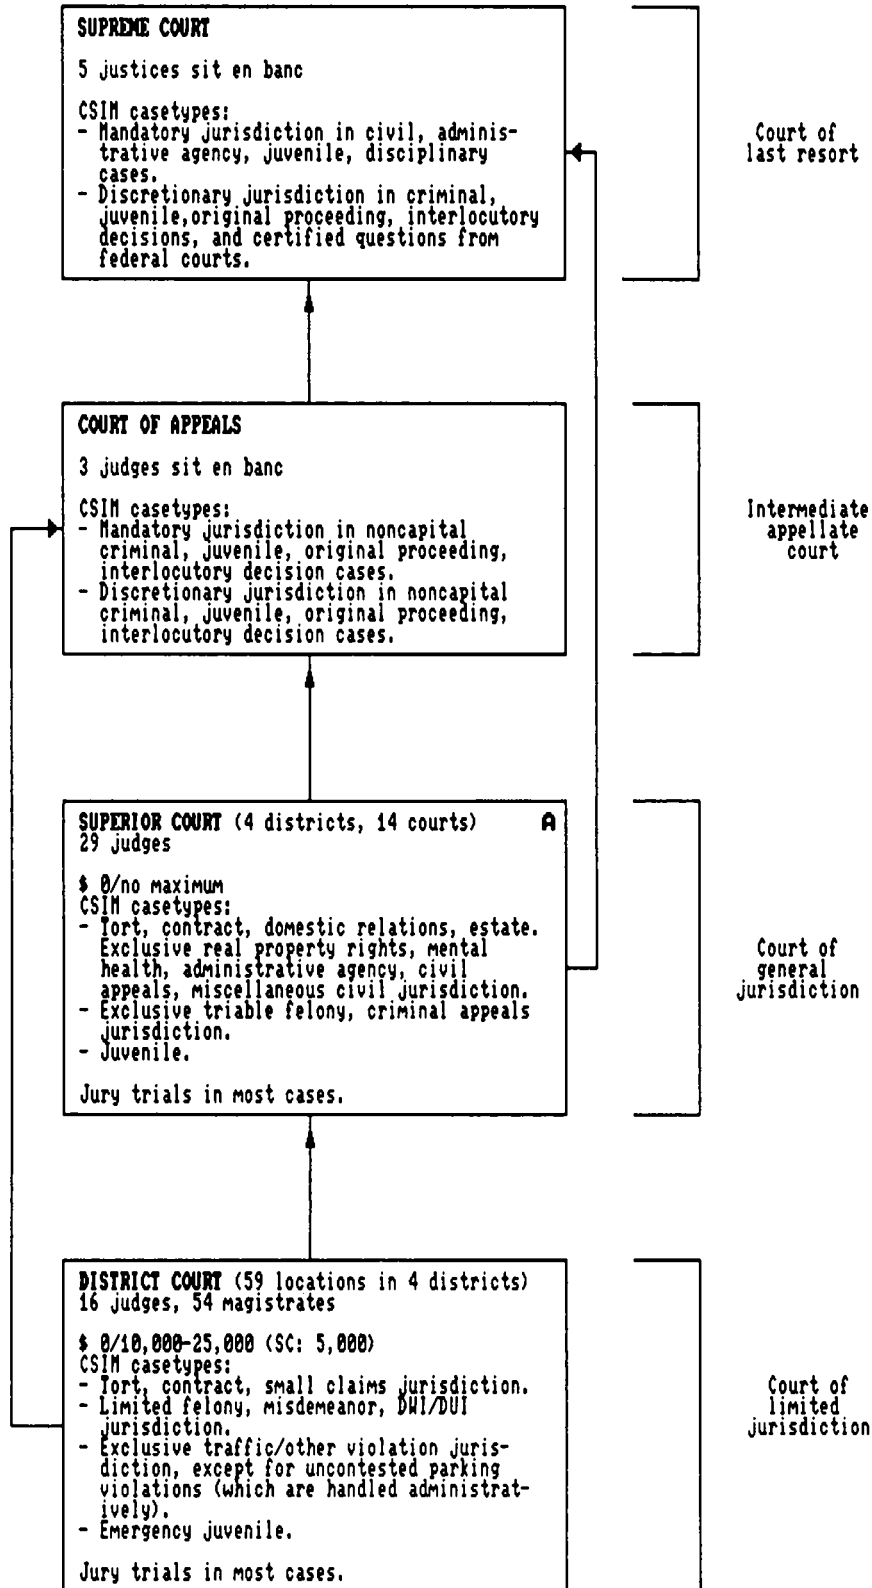 SUPREME COURT
5 justices sit en banc
CSIM casetypes:
- Mandatory jurisdiction in civil, adminis-
trative agency, juvenile, disciplinary
cases.
- Discretionary jurisdiction in criminal,
juvenile,original proceeding, interlocutory
decisions, and certified questions from
federal courts.
Court of
last resort
COURT OF APPEALS
3 judges sit en banc
CSIM casetypes:
- Mandatory jurisdiction in noncapital
criminal, juvenile, original proceeding,
interlocutory decision cases.
- Discretionary jurisdiction in noncapital
criminal, juvenile, original proceeding,
interlocutory decision cases.
Intermediate
appellate
court
SUPERIOR COURT (4 districts, 14 courts) A
29 judges
$ 0/no maximum
CSIM casetypes:
- Tort, contract, domestic relations, estate.
Exclusive real property rights, mental
health, administrative agency, civil
appeals, miscellaneous civil jurisdiction.
- Exclusive triable felony, criminal appeals
jurisdiction.
- Juvenile.
Jury trials in most cases.
Court of
general
jurisdiction
DISTRICT COURT (59 locations in 4 districts)
16 judges, 54 magistrates
$ 0/10,000-25,000 (SC: 5,000)
CSIM casetypes:
- Tort, contract, small claims jurisdiction.
- Limited felony, misdemeanor, DWI/DUI
jurisdiction.
- Exclusive traffic/other violation juris-
diction, except for uncontested parking
violations (which are handled administrat-
ively).
- Emergency juvenile.
Jury trials in most cases.
Court of
limited
jurisdiction